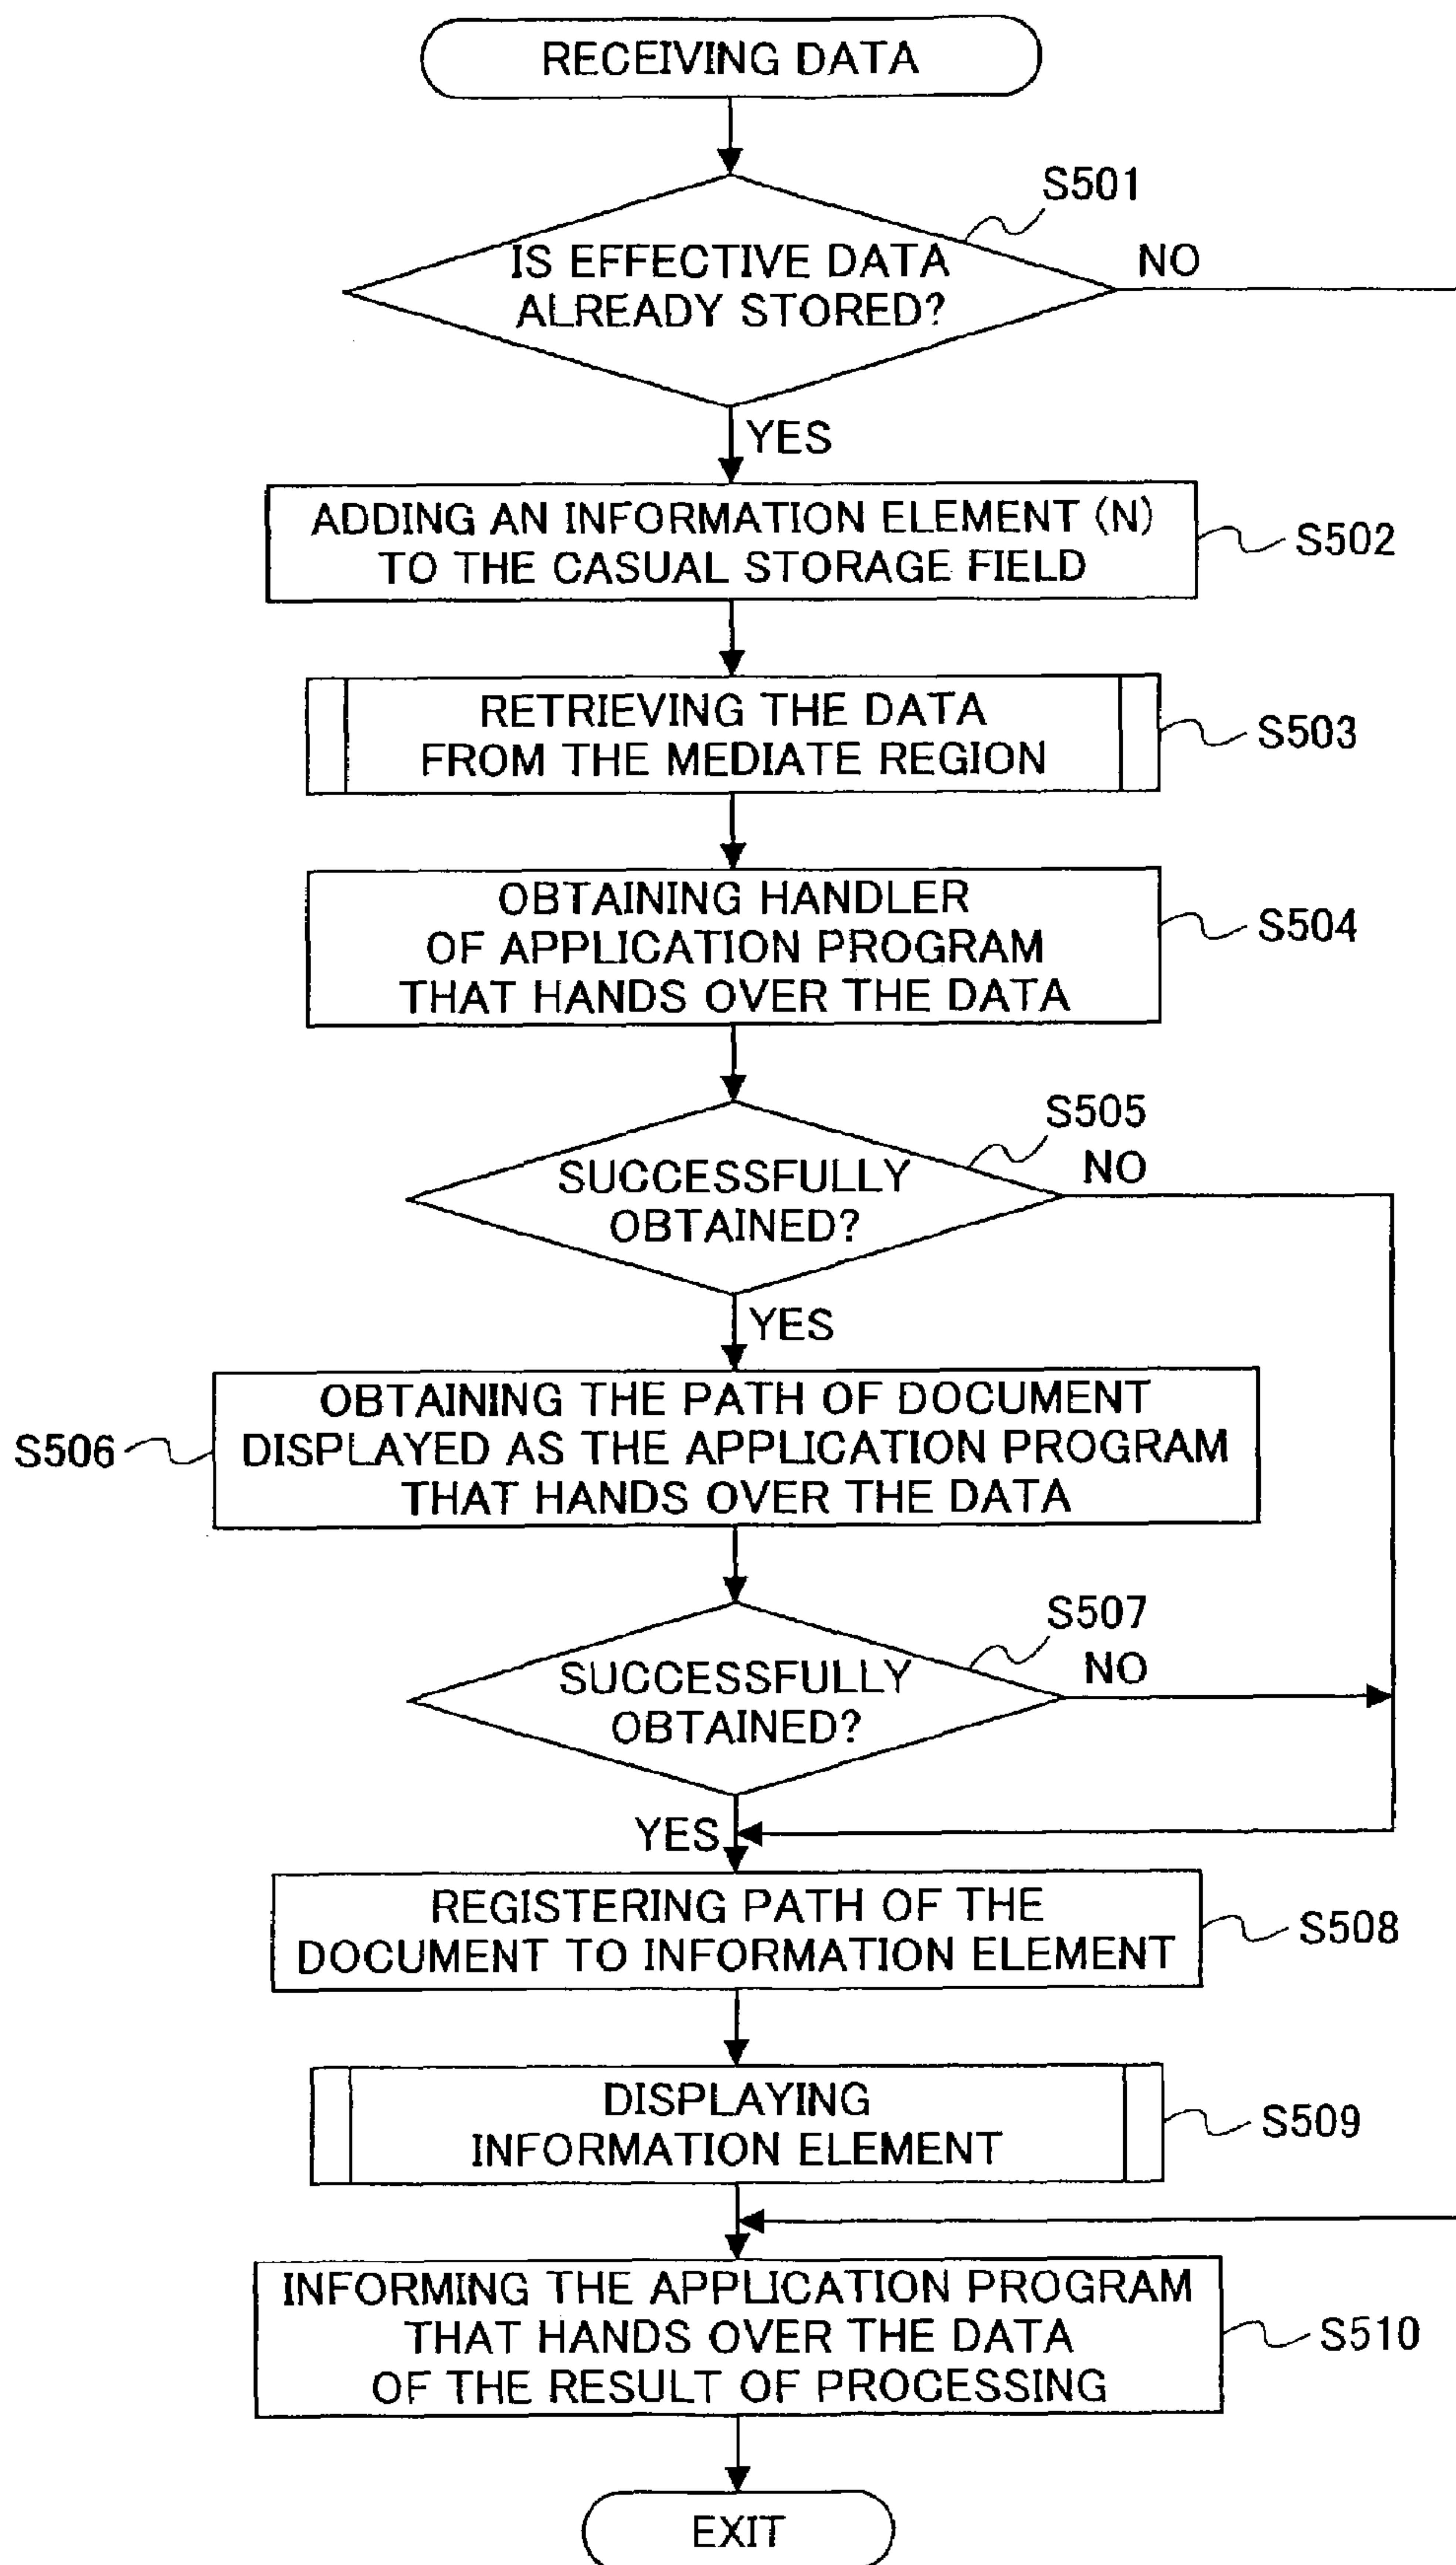 RECEIVING DATA
S501
IS EFFECTIVE DATA
ALREADY STORED?
NO
YES
ADDING AN INFORMATION ELEMENT (N)
TO THE CASUAL STORAGE FIELD
S502
RETRIEVING THE DATA
FROM THE MEDIATE REGION
S503
OBTAINING HANDLER
OF APPLICATION PROGRAM
THAT HANDS OVER THE DATA
S504
S505
SUCCESSFULLY
OBTAINED?
NO
YES
S506
OBTAINING THE PATH OF DOCUMENT
DISPLAYED AS THE APPLICATION PROGRAM
THAT HANDS OVER THE DATA
S507
SUCCESSFULLY
OBTAINED?
NO
YES
REGISTERING PATH OF THE
DOCUMENT TO INFORMATION ELEMENT
S508
DISPLAYING
INFORMATION ELEMENT
S509
INFORMING THE APPLICATION PROGRAM
THAT HANDS OVER THE DATA
OF THE RESULT OF PROCESSING
S510
EXIT